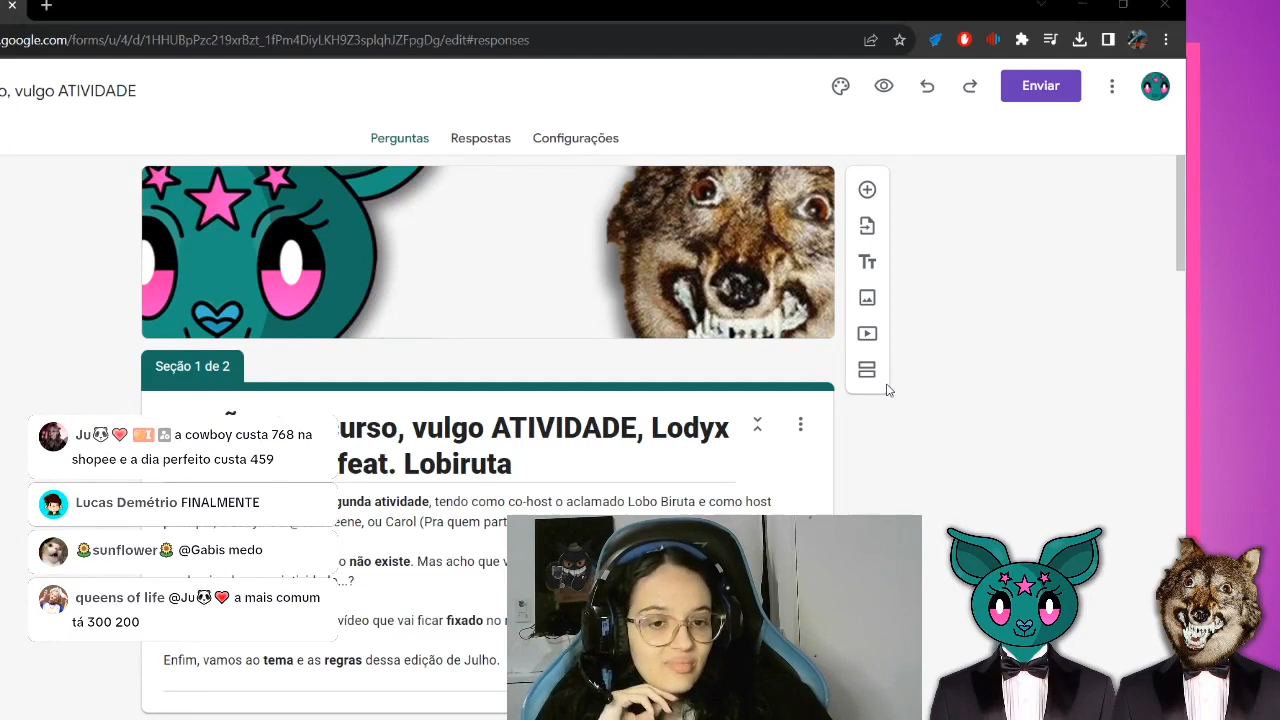 google.com/forms/u/4/d/1HHUBpPzc219xrBzt_1fPm4DiyLKH9Z3splqhJZFpgDg/edit#responses
o, vulgo ATIVIDADE
Enviar
Perguntas Respostas Configurações
Seção 1 de 2
urso, vulgo ATIVIDADE, Lodyx
feat. Lobiruta
gunda atividade, tendo como co-host o aclamado Lobo Biruta e como host
ene, ou Carol (Pra quem part
o não existe. Mas acho que v
...?
vídeo que vai ficar fixado no
Enfim, vamos ao tema e as regras dessa edição de Julho.
Ju a cowboy custa 768 na
shopee e a dia perfeito custa 459
Lucas Demétrio FINALMENTE
sunflower @Gabis medo
queens of life @Ju a mais comum
tá 300 200